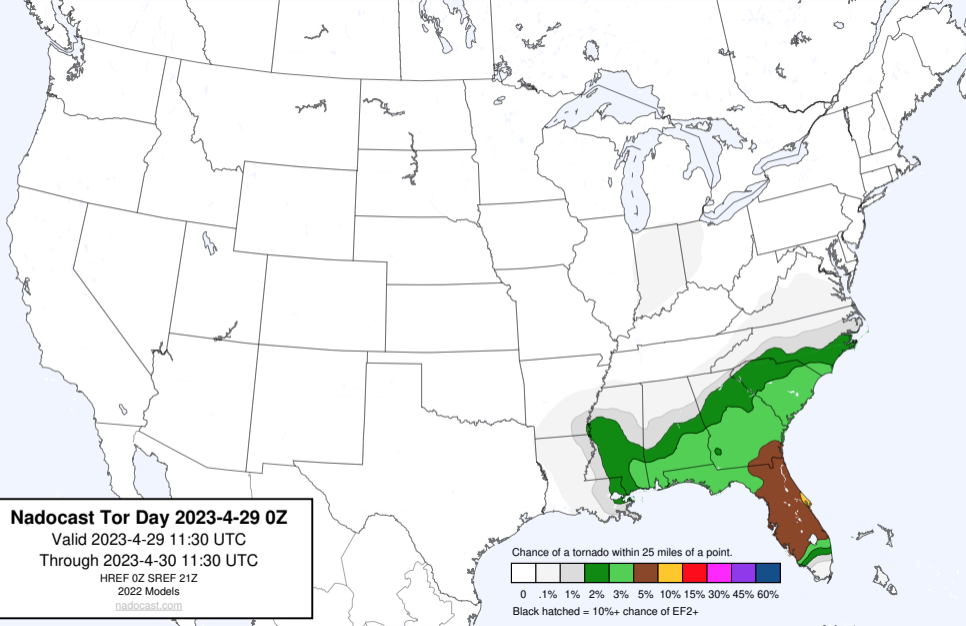 Nadocast Tor Day 2023-4-29 0Z
Valid 2023-4-29 11:30 UTC
Through 2023-4-30 11:30 UTC
HREF 0Z SREF 21Z
2022 Models
nadocast.com
Chance of a tornado within 25 miles of a point.
0 .1% 1% 2% 3% 5% 10% 15% 30% 45% 60%
Black hatched = 10%+ chance of EF2+